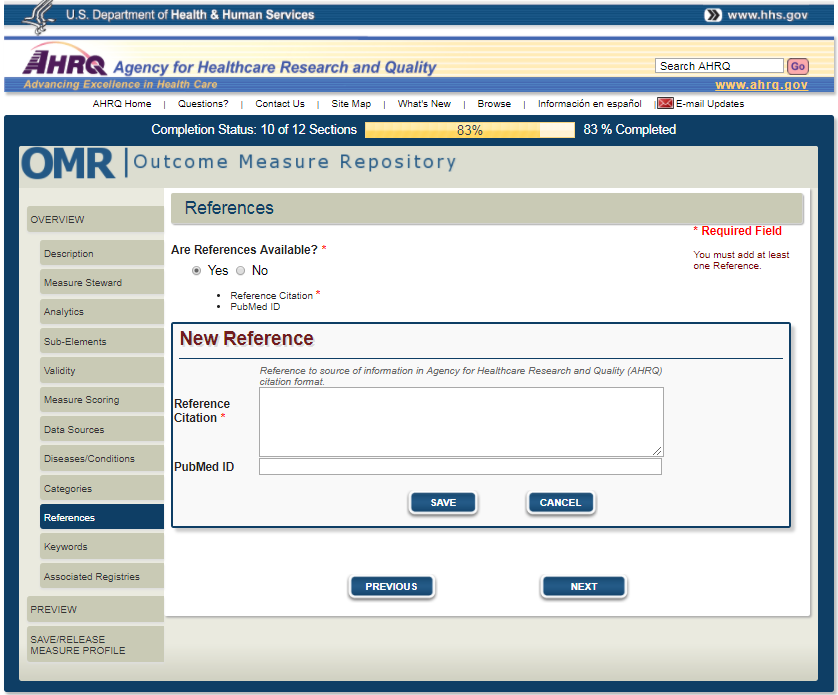 U.S. Department of Health & Human Services
www.hhs.gov
AHRQ Agency for Healthcare Research and Quality
Search AHRQ
Go
Advancing Excellence in Health Care
www.ahrq.gov
AHRQ Home | Questions? | Contact Us | Site Map | What's New | Browse | Información en español | E-mail Updates
Completion Status: 10 of 12 Sections 83% 83 % Completed
OMR | Outcome Measure Repository
OVERVIEW
Description
Measure Steward
Analytics
Sub-Elements
Validity
Measure Scoring
Data Sources
Diseases/Conditions
Categories
References
Keywords
Associated Registries
PREVIEW
SAVE/RELEASE
MEASURE PROFILE
References
* Required Field
You must add at least
one Reference.
Are References Available? *
Yes No
• Reference Citation *
• PubMed ID
New Reference
Reference to source of information in Agency for Healthcare Research and Quality (AHRQ)
citation format.
Reference
Citation *
PubMed ID
SAVE CANCEL
PREVIOUS NEXT